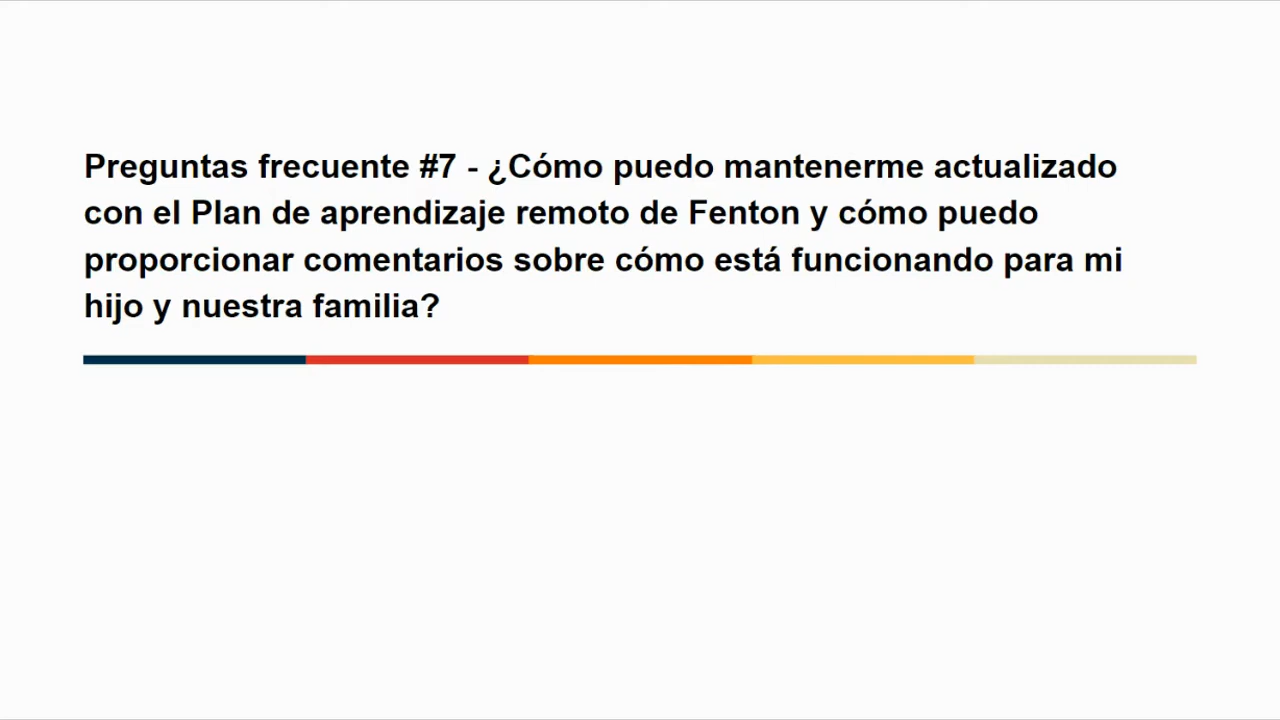 Preguntas frecuente #7 - ¿Cómo puedo mantenerme actualizado
con el Plan de aprendizaje remoto de Fenton y cómo puedo
proporcionar comentarios sobre cómo está funcionando para mi
hijo y nuestra familia?